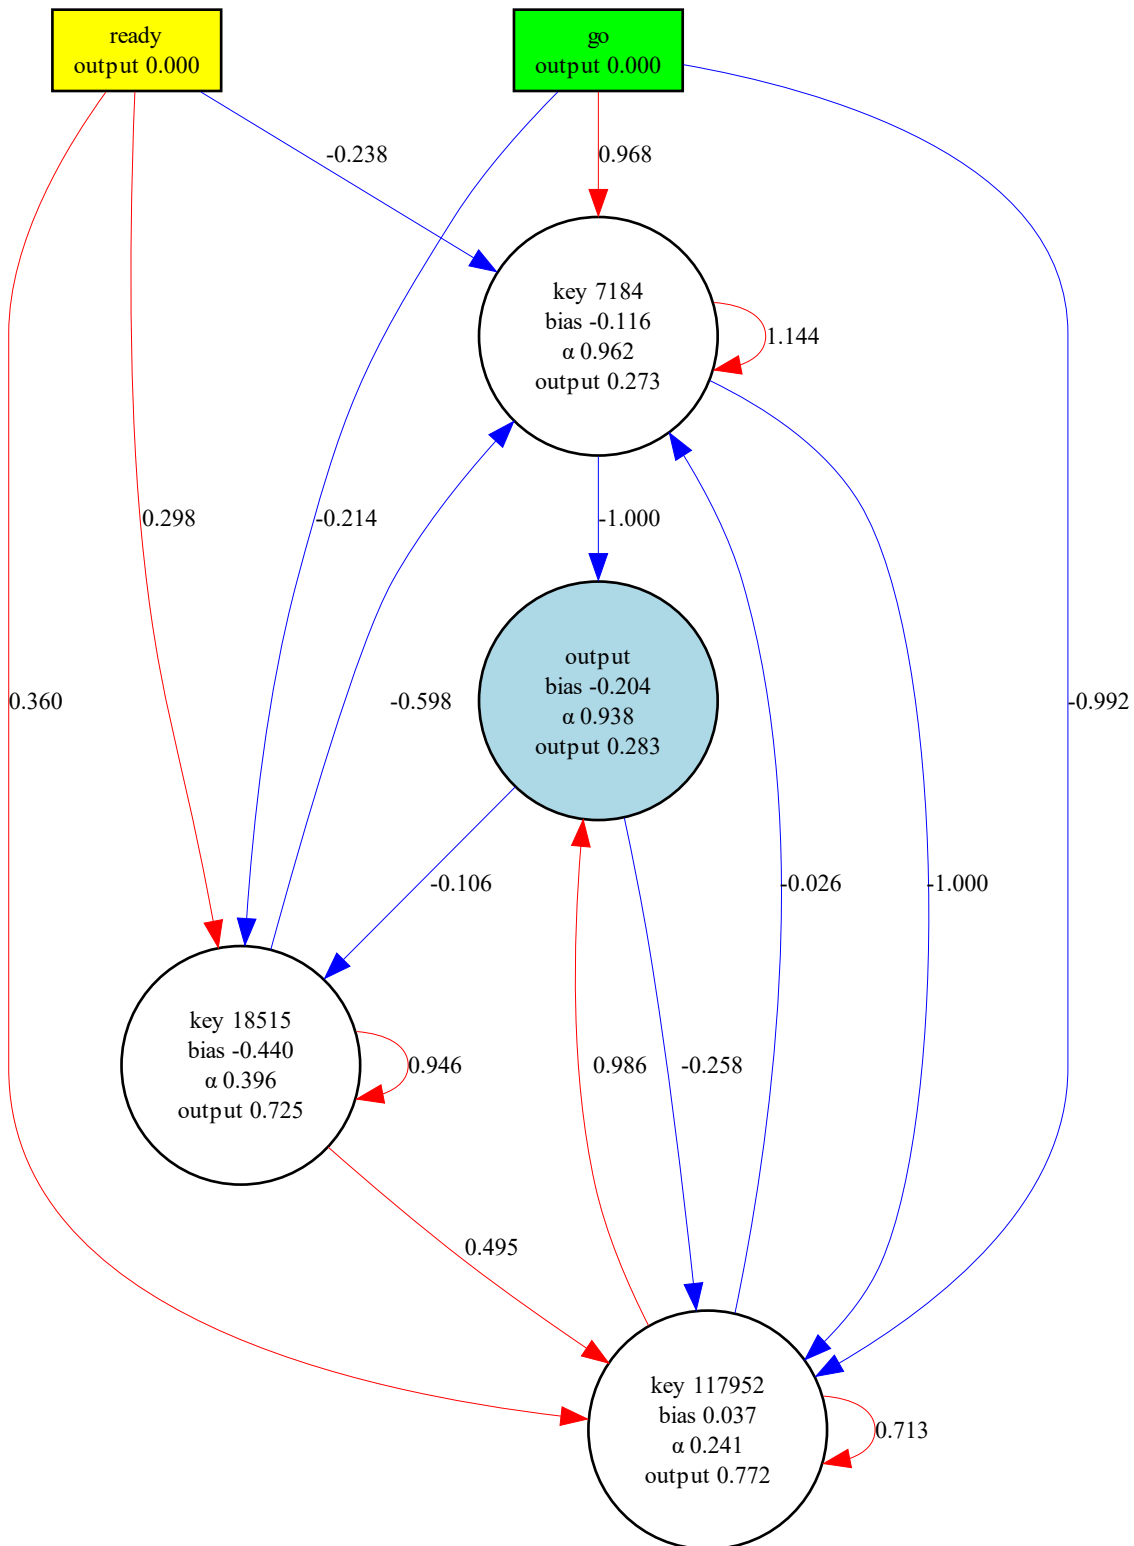 ready
output 0.000
go
output 0.000
-0.238
0.968
key 7184
bias -0.116
α 0.962
output 0.273
1.144
0.298
-0.214
-1.000
output
bias -0.204
α 0.938
output 0.283
0.360
-0.598
-0.992
-0.106
-0.026
-1.000
key 18515
bias -0.440
α 0.396
output 0.725
0.946
0.986
-0.258
0.495
key 117952
bias 0.037
α 0.241
output 0.772
0.713